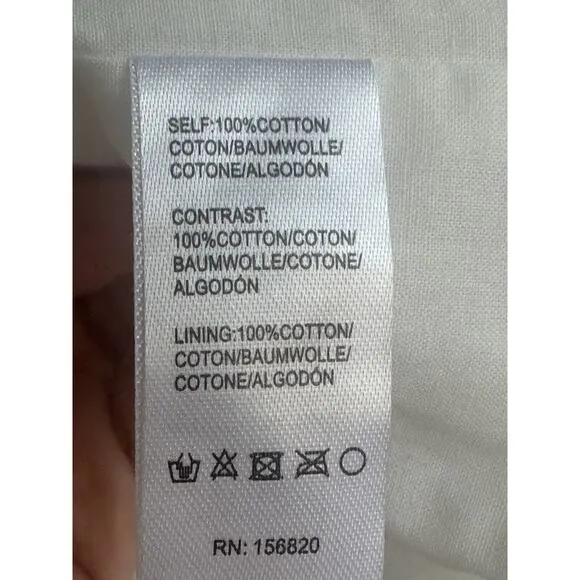 SELF:100%COTTON/
COTON/BAUMWOLLE/
COTONE/ALGODÓN
CONTRAST:
100%COTTON/COTON/
BAUMWOLLE/COTONE/
ALGODÓN
LINING:100%COTTON/
COTON/BAUMWOLLE/
COTONE/ALGODÓN
RN: 156820